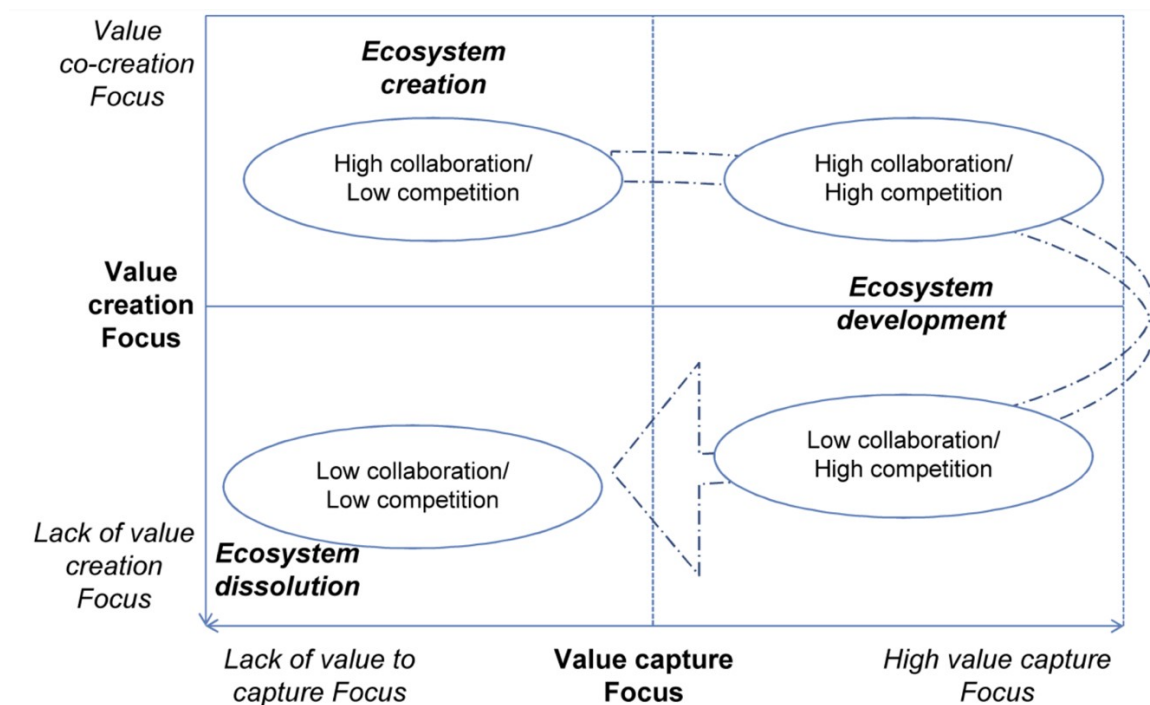 Value
co-creation
Focus
Ecosystem
creation
High collaboration/
Low competition
High collaboration/
High competition
Value
creation
Focus
Ecosystem
development
Low collaboration/
High competition
Low collaboration/
Low competition
Lack of value
creation
Focus
Ecosystem
dissolution
Lack of value to
capture Focus
Value capture
Focus
High value capture
Focus